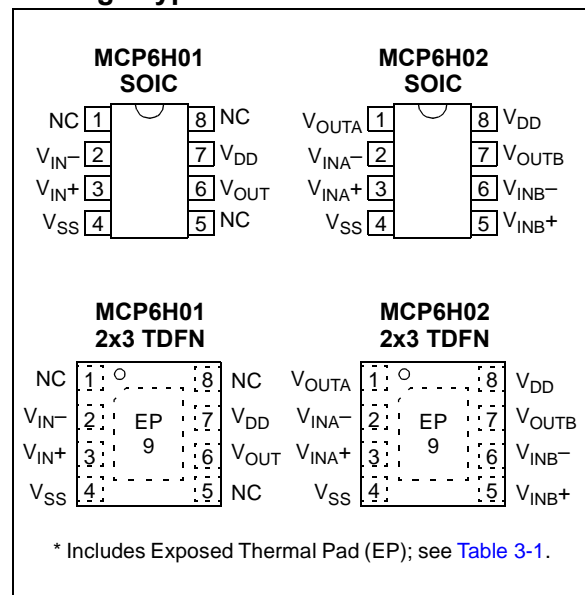 MCP6H01
SOIC
NC 1 8 NC
VIN– 2 7 VDD
VIN+ 3 6 VOUT
VSS 4 5 NC
MCP6H02
SOIC
VOUTA 1 8 VDD
VINA– 2 7 VOUTB
VINA+ 3 6 VINB–
VSS 4 5 VINB+
MCP6H01
2x3 TDFN
NC 1 8 NC
VIN– 2 EP 7 VDD
VIN+ 3 9 6 VOUT
VSS 4 5 NC
MCP6H02
2x3 TDFN
VOUTA 1 8 VDD
VINA– 2 EP 7 VOUTB
VINA+ 3 9 6 VINB–
VSS 4 5 VINB+
* Includes Exposed Thermal Pad (EP); see Table 3-1.